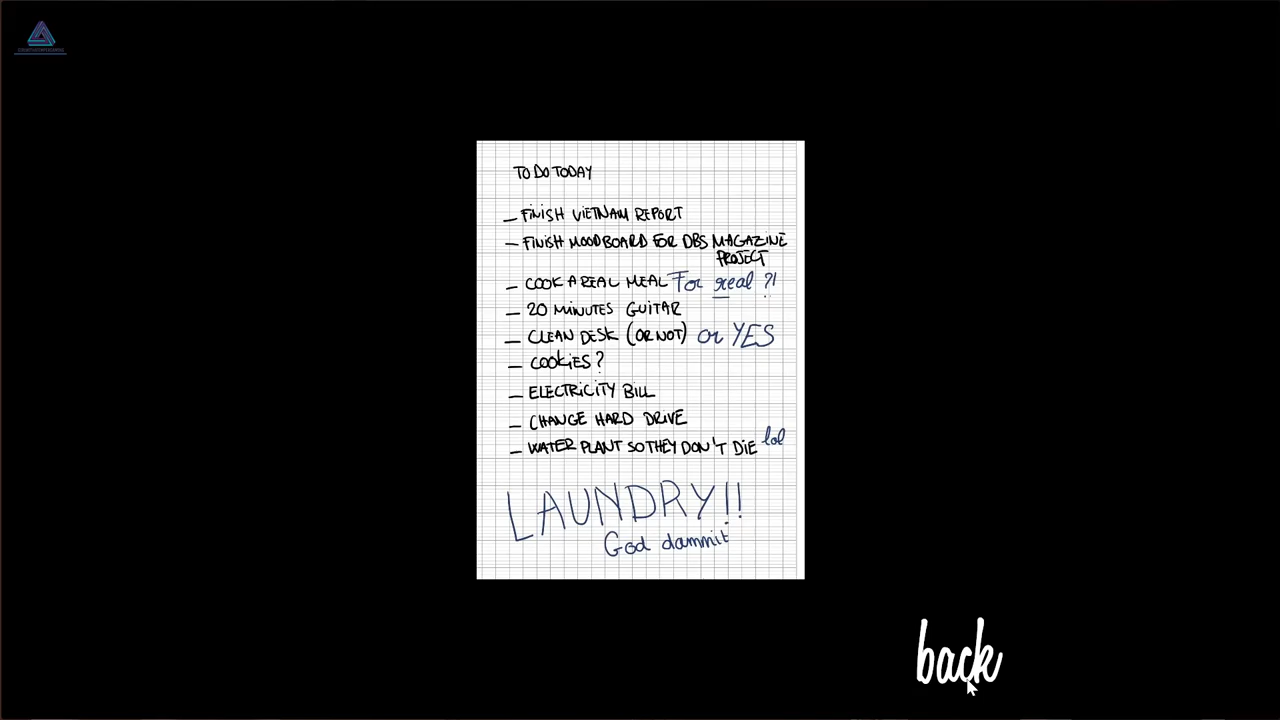 TO DO TODAY
– FINISH VIETNAM REPORT
– FINISH MOODBOARD FOR DBS MAGAZINE
PROJECT
– COOK A REAL MEAL For real ?!
– 20 MINUTES GUITAR
– CLEAN DESK (OR NOT) or YES
– COOKIES?
– ELECTRICITY BILL
– CHANGE HARD DRIVE
– WATER PLANT SO THEY DON'T DIE lol
LAUNDRY!!
God dammit
back